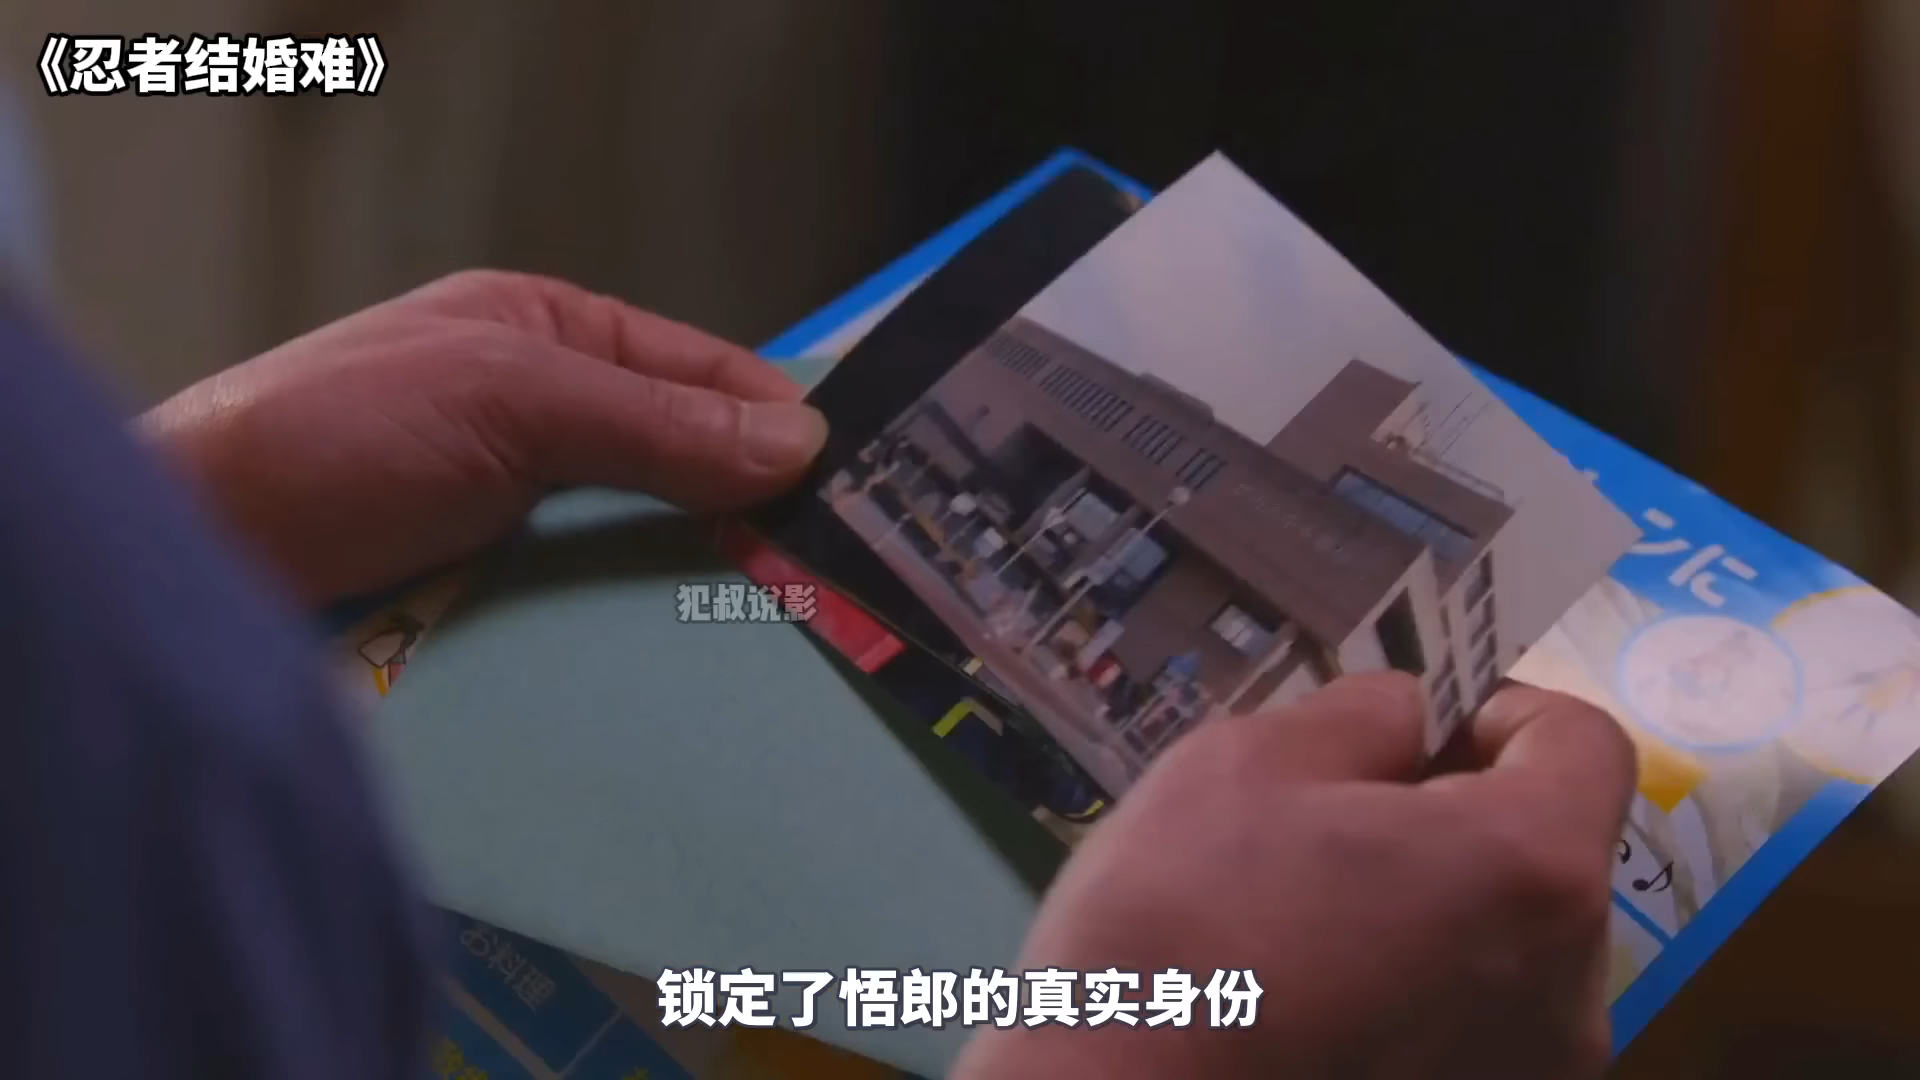 《忍者结婚难》
ンに
犯叔说影
お料理
锁定了悟郎的真实身份